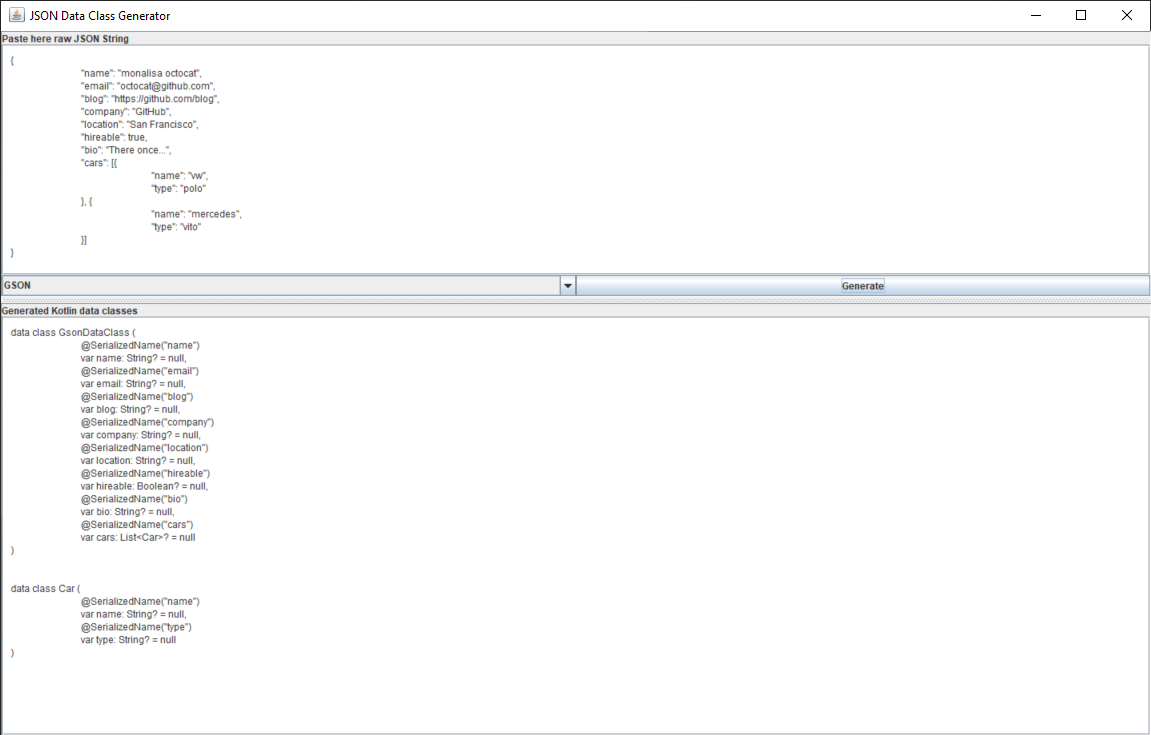 JSON Data Class Generator
Paste here raw JSON String
{
"name": "monalisa octocat",
"email": "octocat@github.com",
"blog": "https://github.com/blog",
"company": "GitHub",
"location": "San Francisco",
"hireable": true,
"bio": "There once...",
"cars": [{
"name": "vw",
"type": "polo"
}, {
"name": "mercedes",
"type": "vito"
}]
}
GSON
Generate
Generated Kotlin data classes
data class GsonDataClass (
@SerializedName("name")
var name: String? = null,
@SerializedName("email")
var email: String? = null,
@SerializedName("blog")
var blog: String? = null,
@SerializedName("company")
var company: String? = null,
@SerializedName("location")
var location: String? = null,
@SerializedName("hireable")
var hireable: Boolean? = null,
@SerializedName("bio")
var bio: String? = null,
@SerializedName("cars")
var cars: List<Car>? = null
)
data class Car (
@SerializedName("name")
var name: String? = null,
@SerializedName("type")
var type: String? = null
)